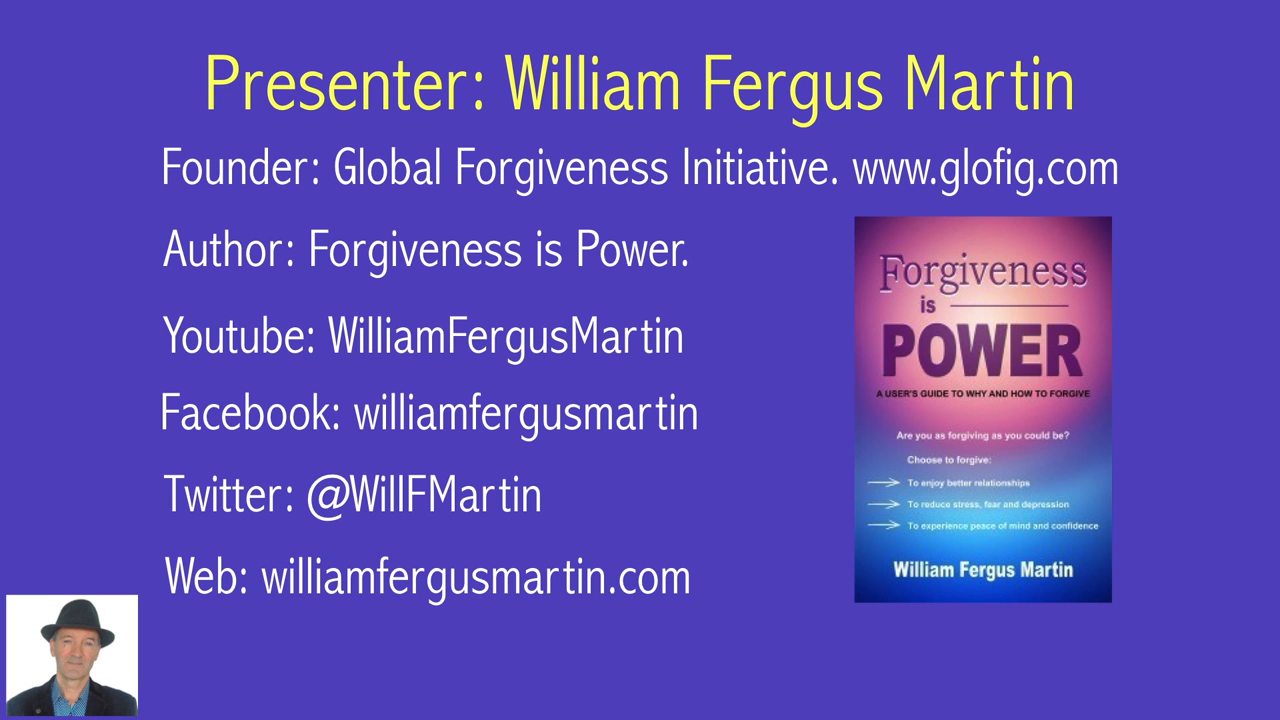 Presenter: William Fergus Martin
Founder: Global Forgiveness Initiative. www.glofig.com
Author: Forgiveness is Power.
Youtube: WilliamFergusMartin
Facebook: williamfergusmartin
Twitter: @WillFMartin
Web: williamfergusmartin.com
Forgiveness
is
POWER
A USER'S GUIDE TO WHY AND HOW TO FORGIVE
Are you as forgiving as you could be?
Choose to forgive:
To enjoy better relationships
To reduce stress, fear and depression
To experience peace of mind and confidence
William Fergus Martin